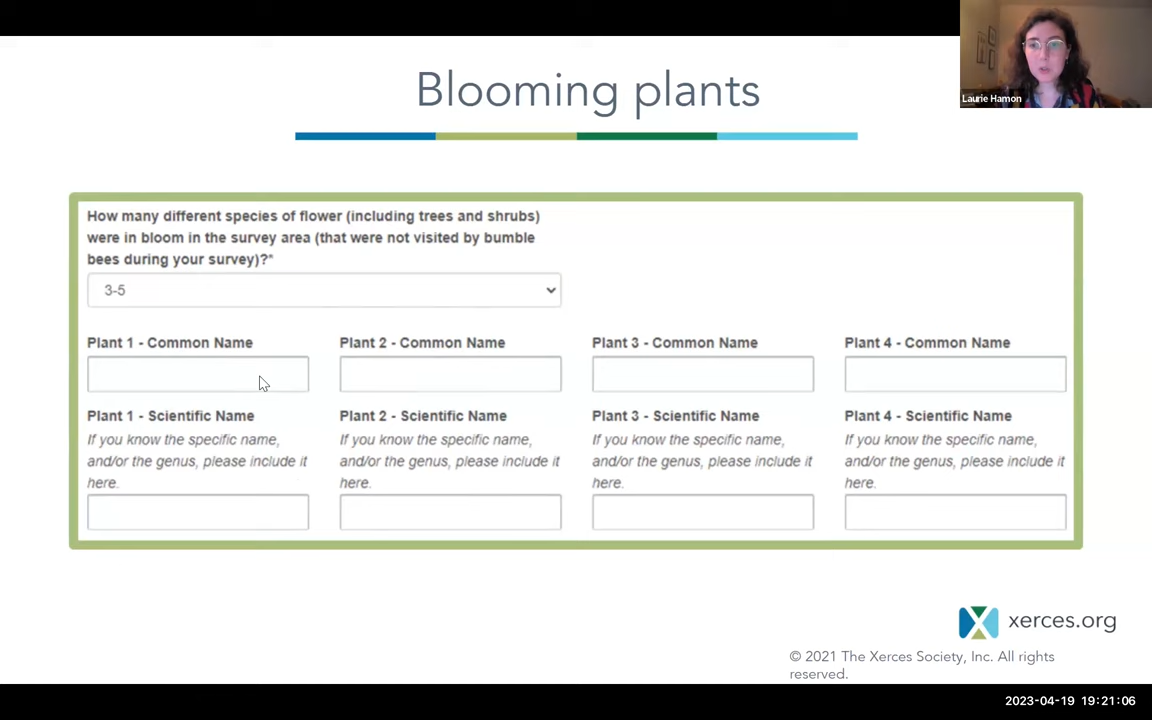 Blooming plants
Laurie Hamon
How many different species of flower (including trees and shrubs)
were in bloom in the survey area (that were not visited by bumble
bees during your survey)?*
3-5
Plant 1 - Common Name
Plant 2 - Common Name
Plant 3 - Common Name
Plant 4 - Common Name
Plant 1 - Scientific Name
If you know the specific name,
and/or the genus, please include it
here.
Plant 2 - Scientific Name
If you know the specific name,
and/or the genus, please include it
here.
Plant 3 - Scientific Name
If you know the specific name,
and/or the genus, please include it
here.
Plant 4 - Scientific Name
If you know the specific name,
and/or the genus, please include it
here.
xerces.org
© 2021 The Xerces Society, Inc. All rights
reserved.
2023-04-19 19:21:06